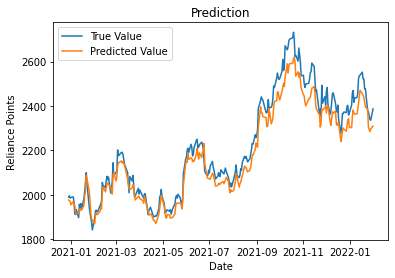 Prediction
True Value
Predicted Value
Reliance Points
2600
2400
2200
2000
1800
2021-01
2021-03
2021-05
2021-07
2021-09
2021-11
2022-01
Date